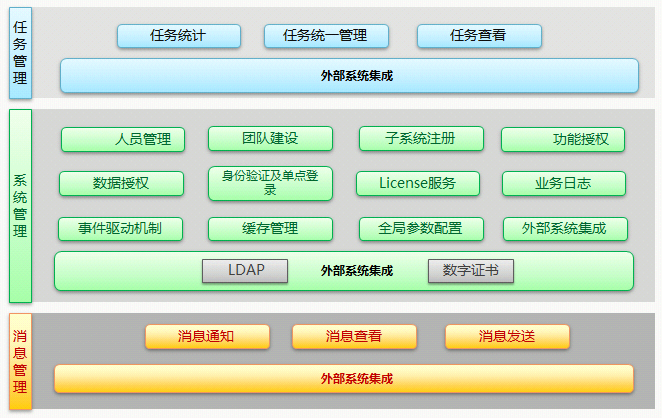 任务管理
任务统计
任务统一管理
任务查看
外部系统集成
系统管理
人员管理
团队建设
子系统注册
功能授权
数据授权
身份验证及单点登
录
License服务
业务日志
事件驱动机制
缓存管理
全局参数配置
外部系统集成
LDAP
外部系统集成
数字证书
消息管理
消息通知
消息查看
消息发送
外部系统集成